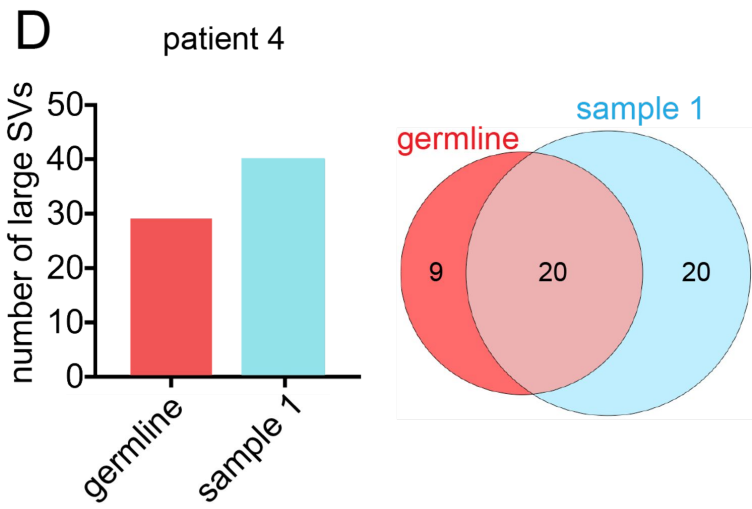 D
patient 4
number of large SVs
50
40
30
20
10
0
germline
sample 1
sample 1
germline
9
20
20